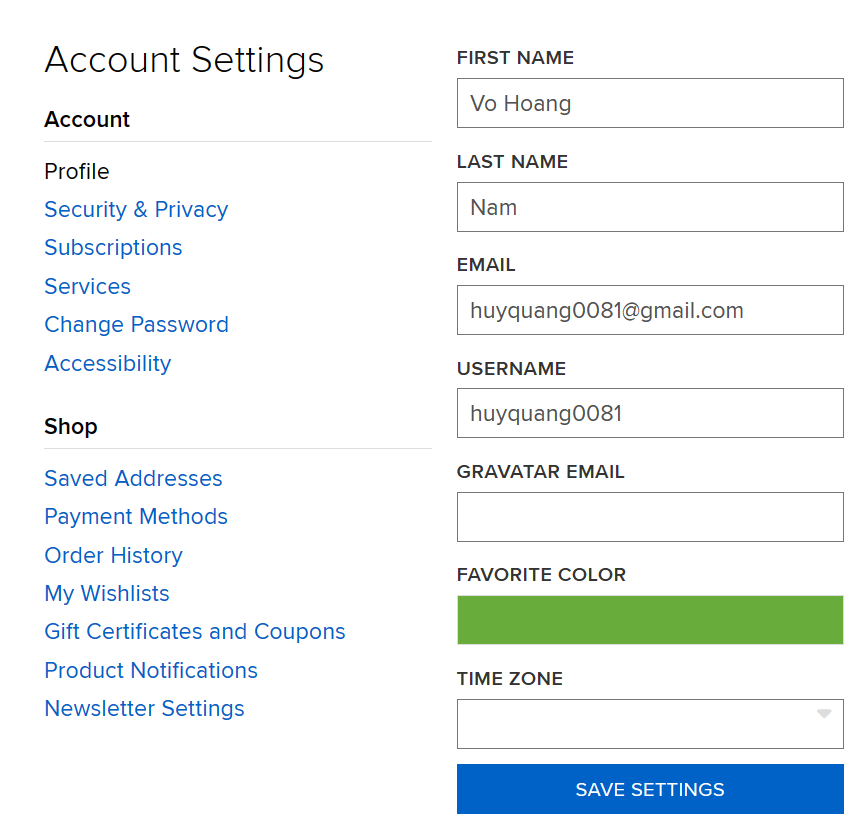 Account Settings
Account
Profile
Security & Privacy
Subscriptions
Services
Change Password
Accessibility
Shop
Saved Addresses
Payment Methods
Order History
My Wishlists
Gift Certificates and Coupons
Product Notifications
Newsletter Settings
FIRST NAME
Vo Hoang
LAST NAME
Nam
EMAIL
huyquang0081@gmail.com
USERNAME
huyquang0081
GRAVATAR EMAIL
FAVORITE COLOR
TIME ZONE
SAVE SETTINGS